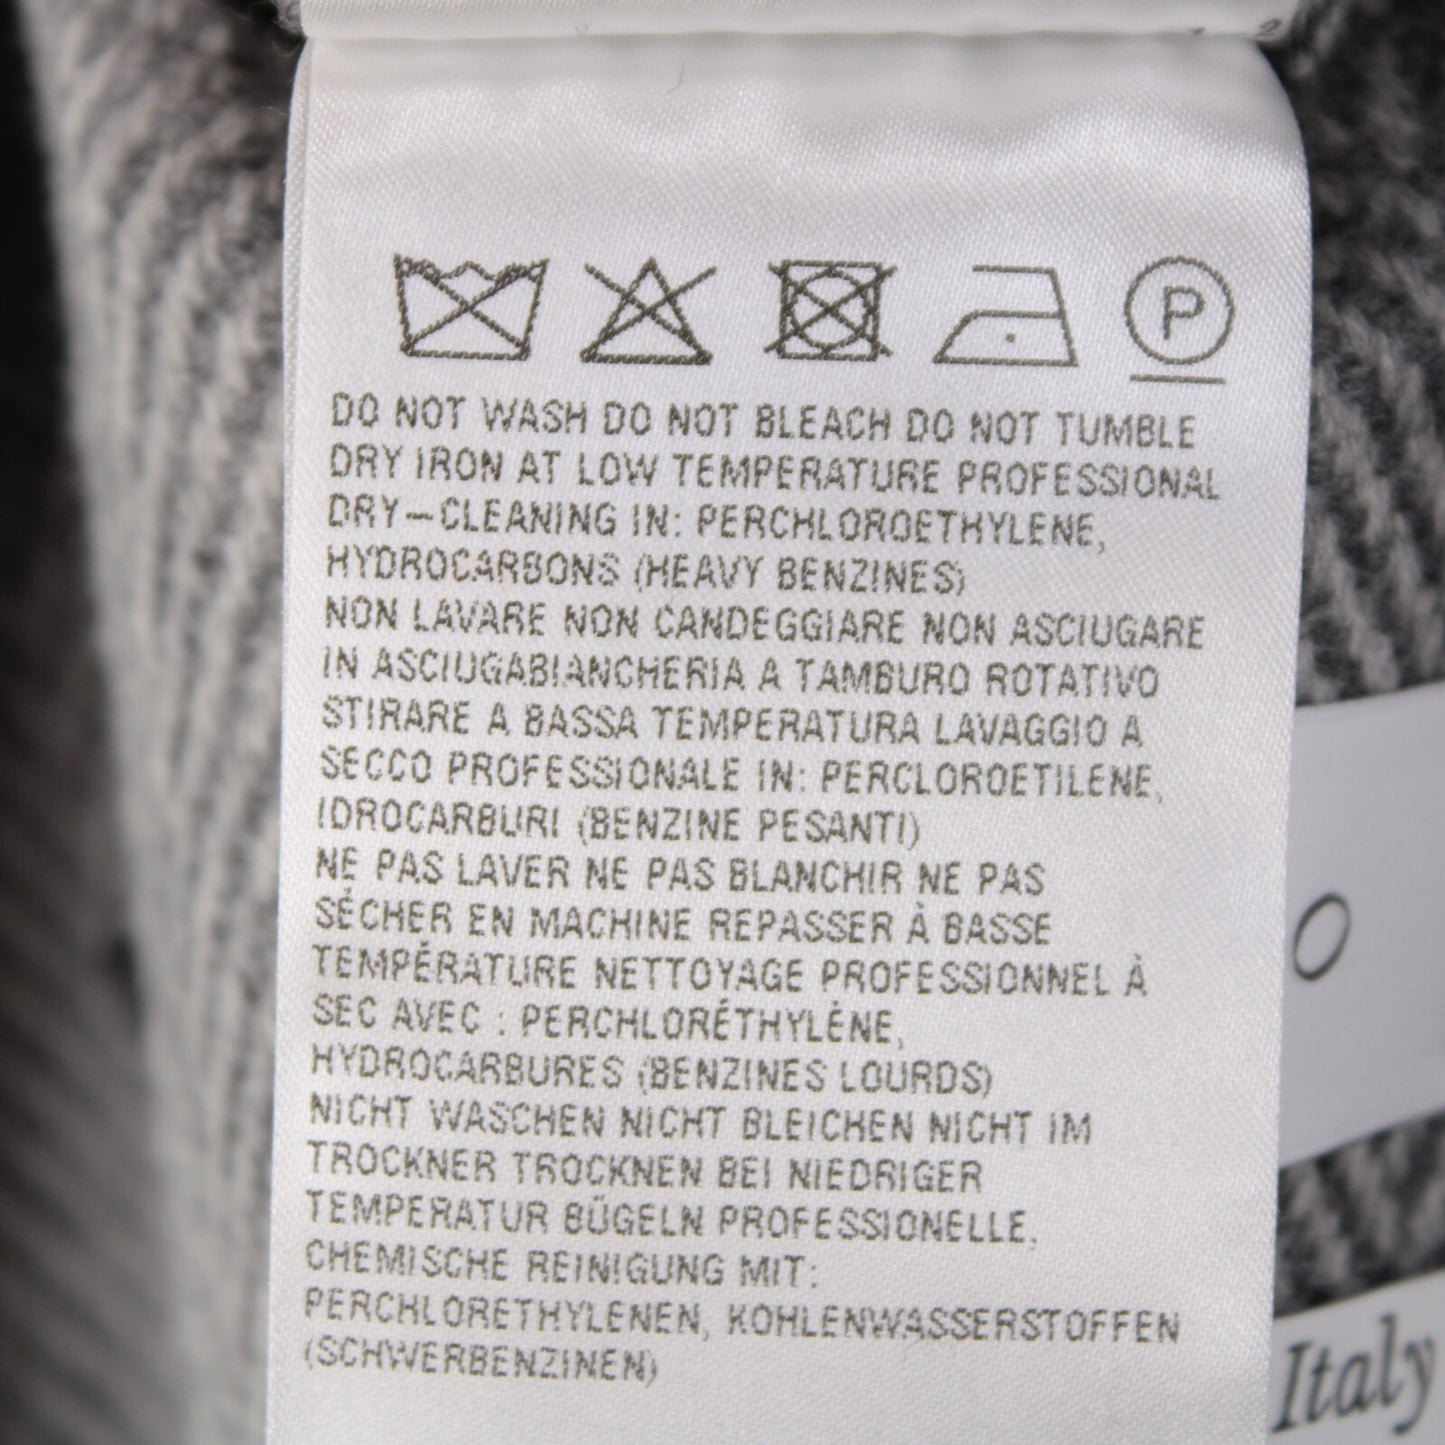 P
DO NOT WASH DO NOT BLEACH DO NOT TUMBLE
DRY IRON AT LOW TEMPERATURE PROFESSIONAL
DRY-CLEANING IN: PERCHLOROETHYLENE,
HYDROCARBONS (HEAVY BENZINES)
NON LAVARE NON CANDEGGIARE NON ASCIUGARE
IN ASCIUGABIANCHERIA A TAMBURO ROTATIVO
STIRARE A BASSA TEMPERATURA LAVAGGIO A
SECCO PROFESSIONALE IN: PERCLOROETILENE,
IDROCARBURI (BENZINE PESANTI)
NE PAS LAVER NE PAS BLANCHIR NE PAS
SÉCHER EN MACHINE REPASSER À BASSE
TEMPÉRATURE NETTOYAGE PROFESSIONNEL À
SEC AVEC : PERCHLORÉTHYLÈNE,
HYDROCARBURES (BENZINES LOURDS)
NICHT WASCHEN NICHT BLEICHEN NICHT IM
TROCKNER TROCKNEN BEI NIEDRIGER
TEMPERATUR BÜGELN PROFESSIONELLE.
CHEMISCHE REINIGUNG MIT:
PERCHLORETHYLENEN, KOHLENWASSERSTOFFEN
(SCHWERBENZINEN)
O
Italy